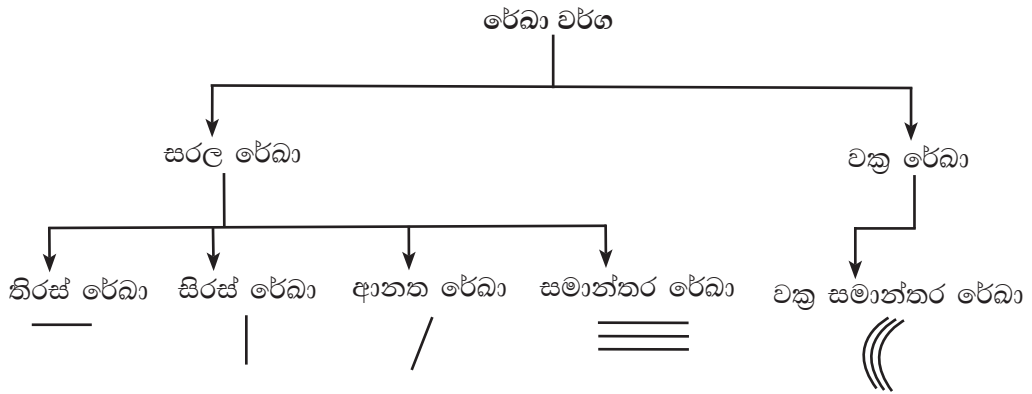 රේඛා වර්ග
සරල රේඛා
වක්‍ර රේඛා
තිරස් රේඛා
සිරස් රේඛා
ආනත රේඛා
සමාන්තර රේඛා
වක්‍ර සමාන්තර රේඛා